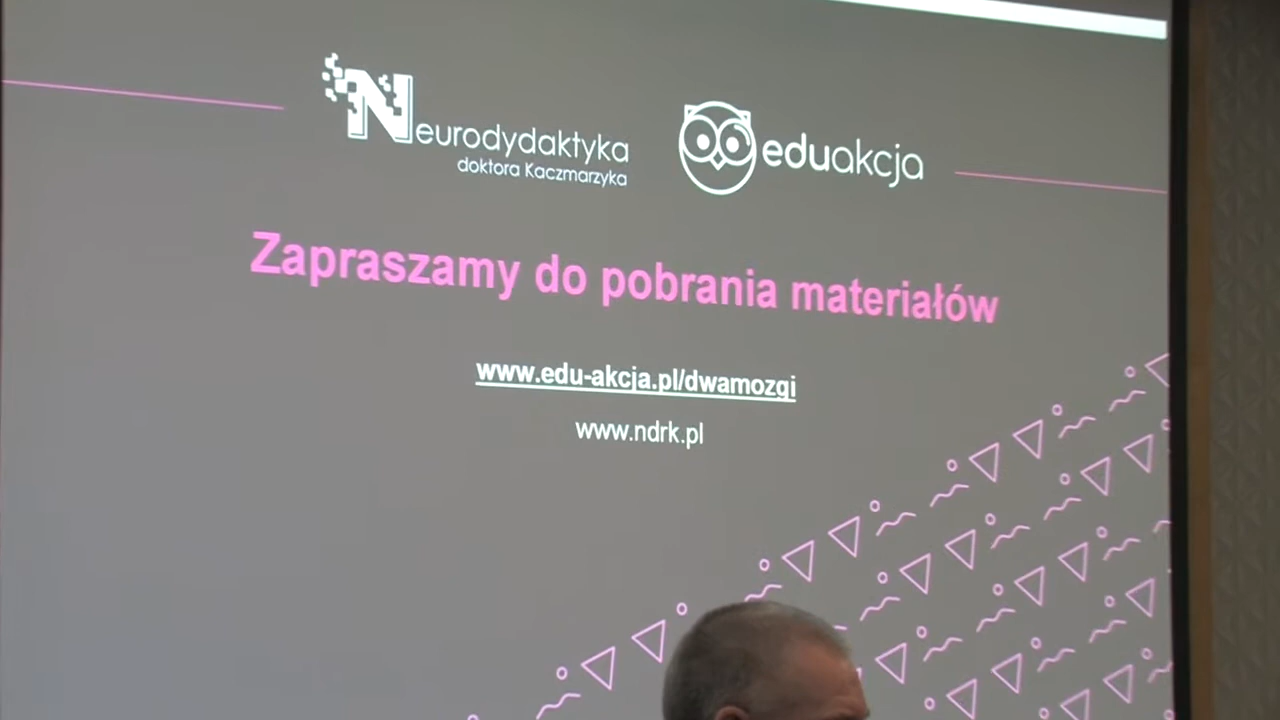 Neurodydaktyka
doktora Kaczmarzyka
eduakcja
Zapraszamy do pobrania materiałów
www.edu-akcja.pl/dwamozgi
www.ndrk.pl